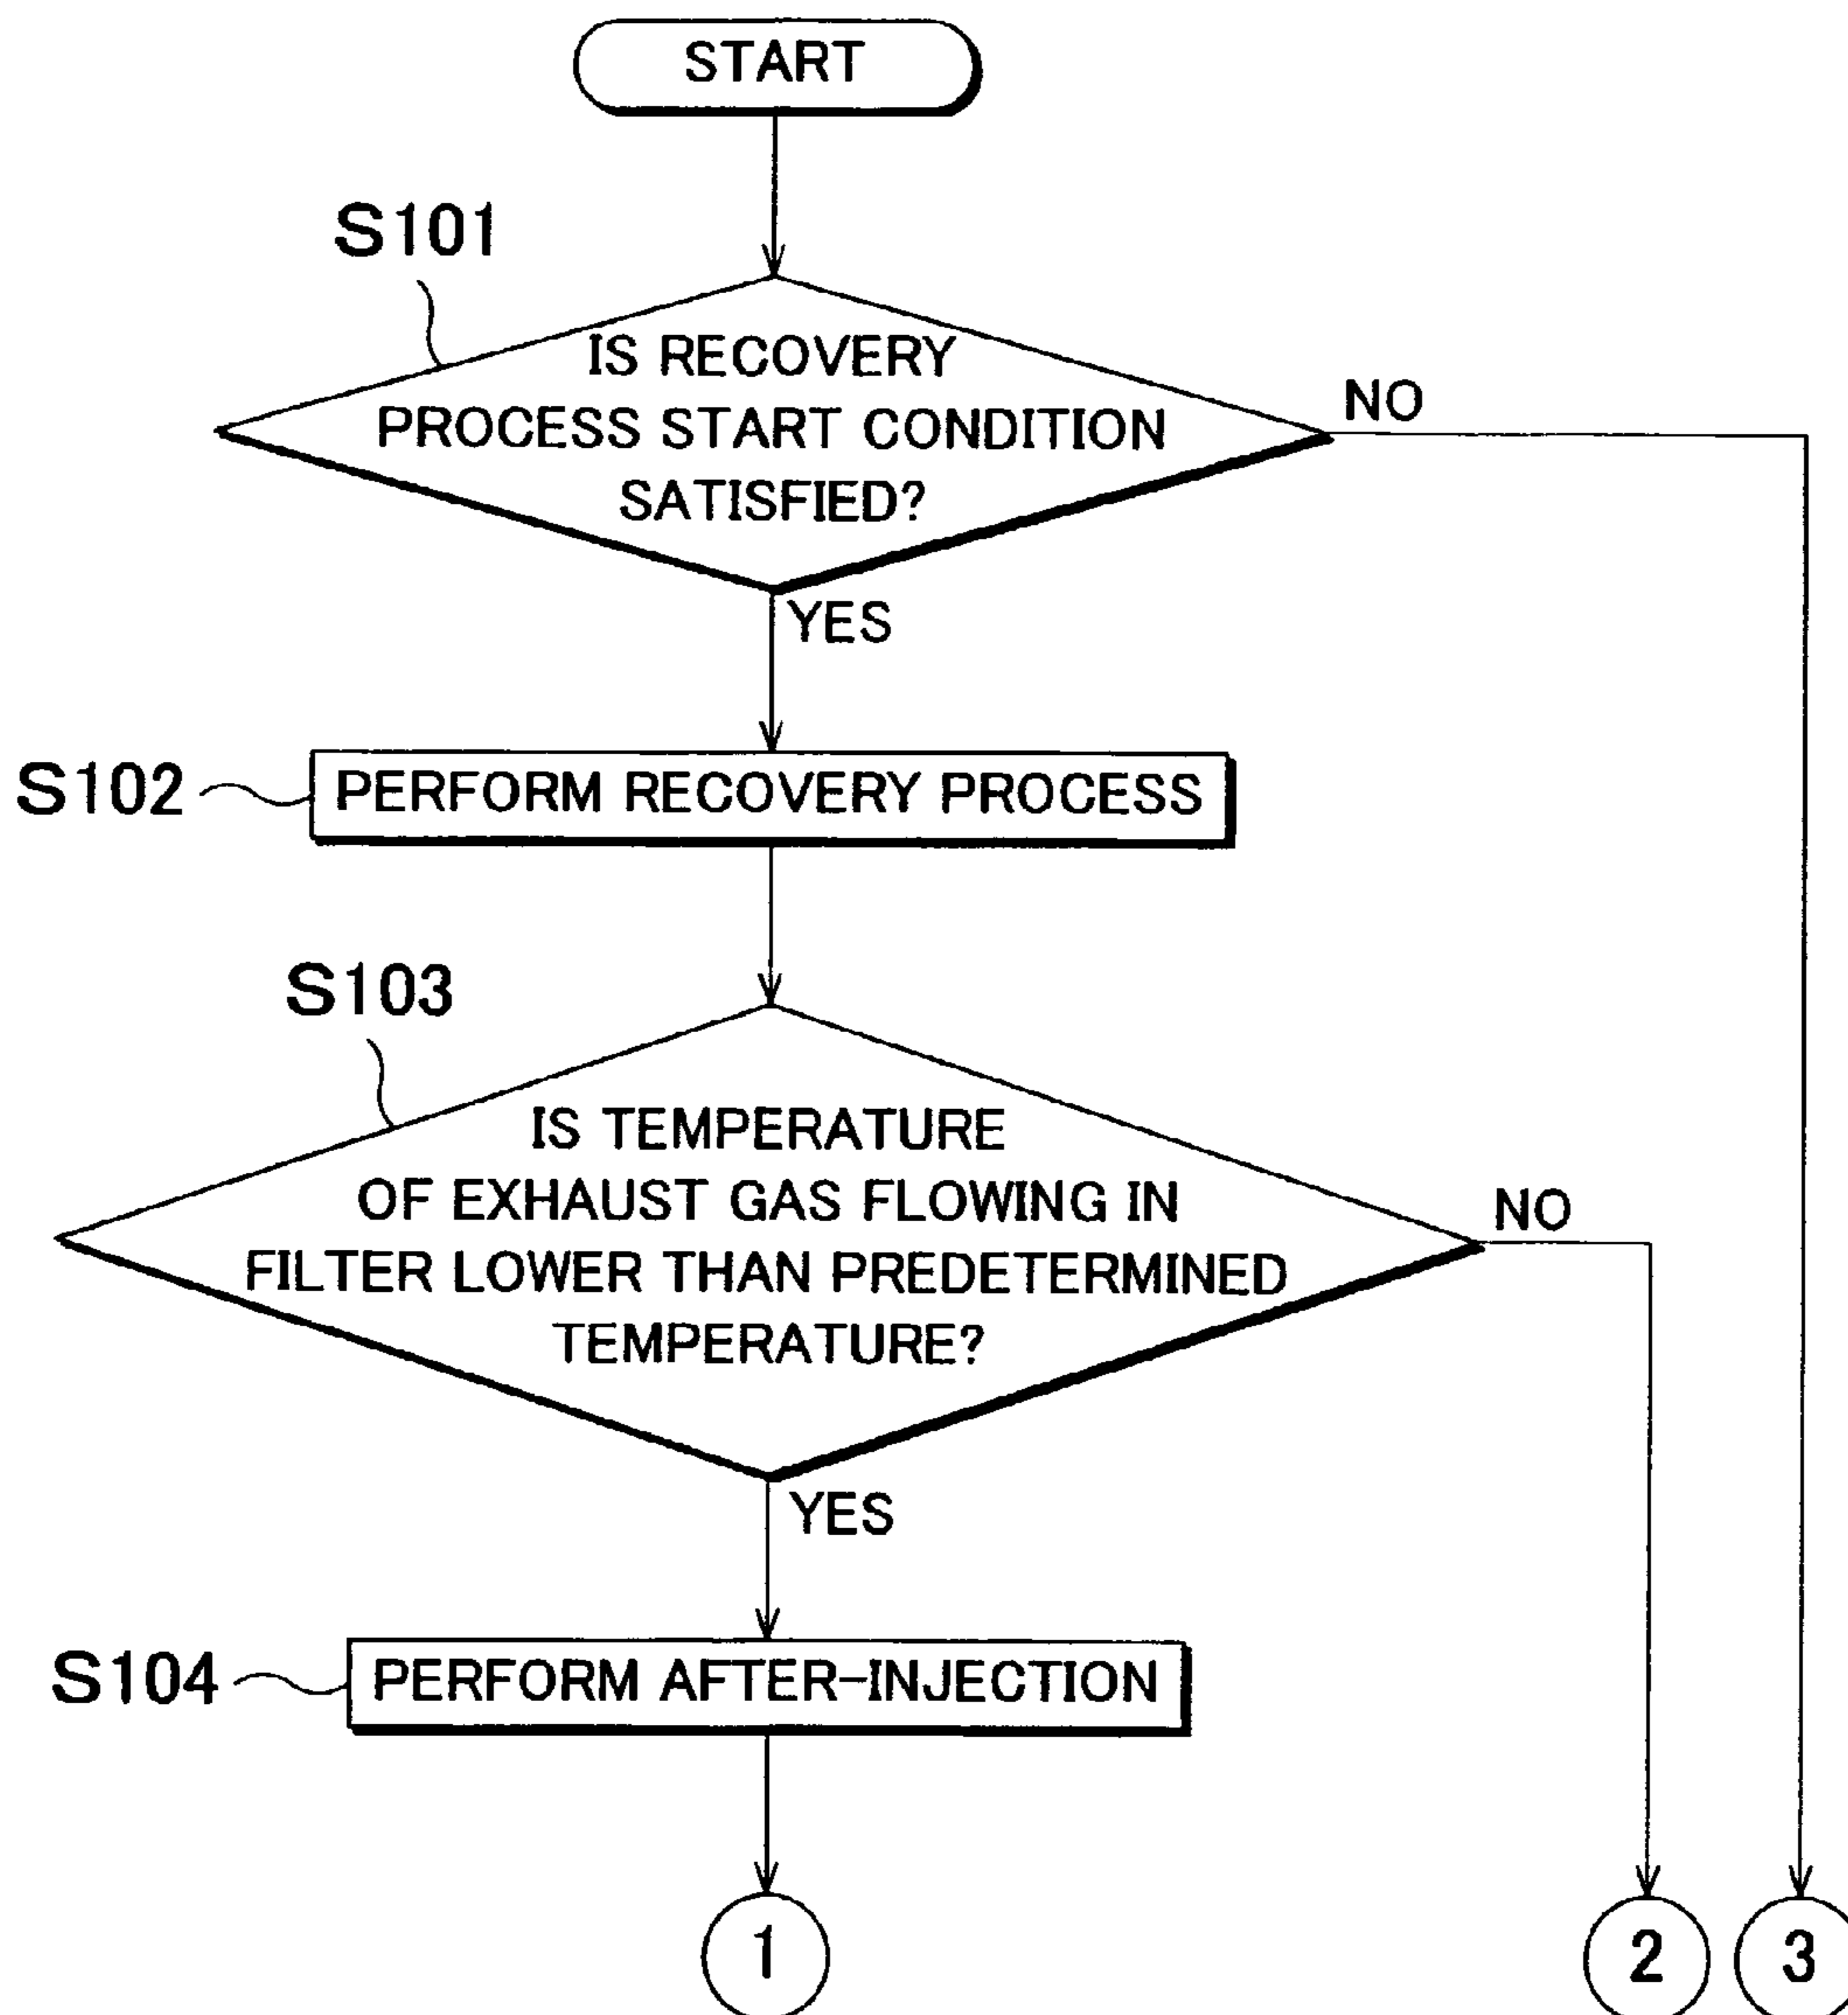 START
S101
IS RECOVERY
PROCESS START CONDITION
SATISFIED?
NO
YES
S102
PERFORM RECOVERY PROCESS
S103
IS TEMPERATURE
OF EXHAUST GAS FLOWING IN
FILTER LOWER THAN PREDETERMINED
TEMPERATURE?
NO
YES
S104
PERFORM AFTER-INJECTION
1
2
3